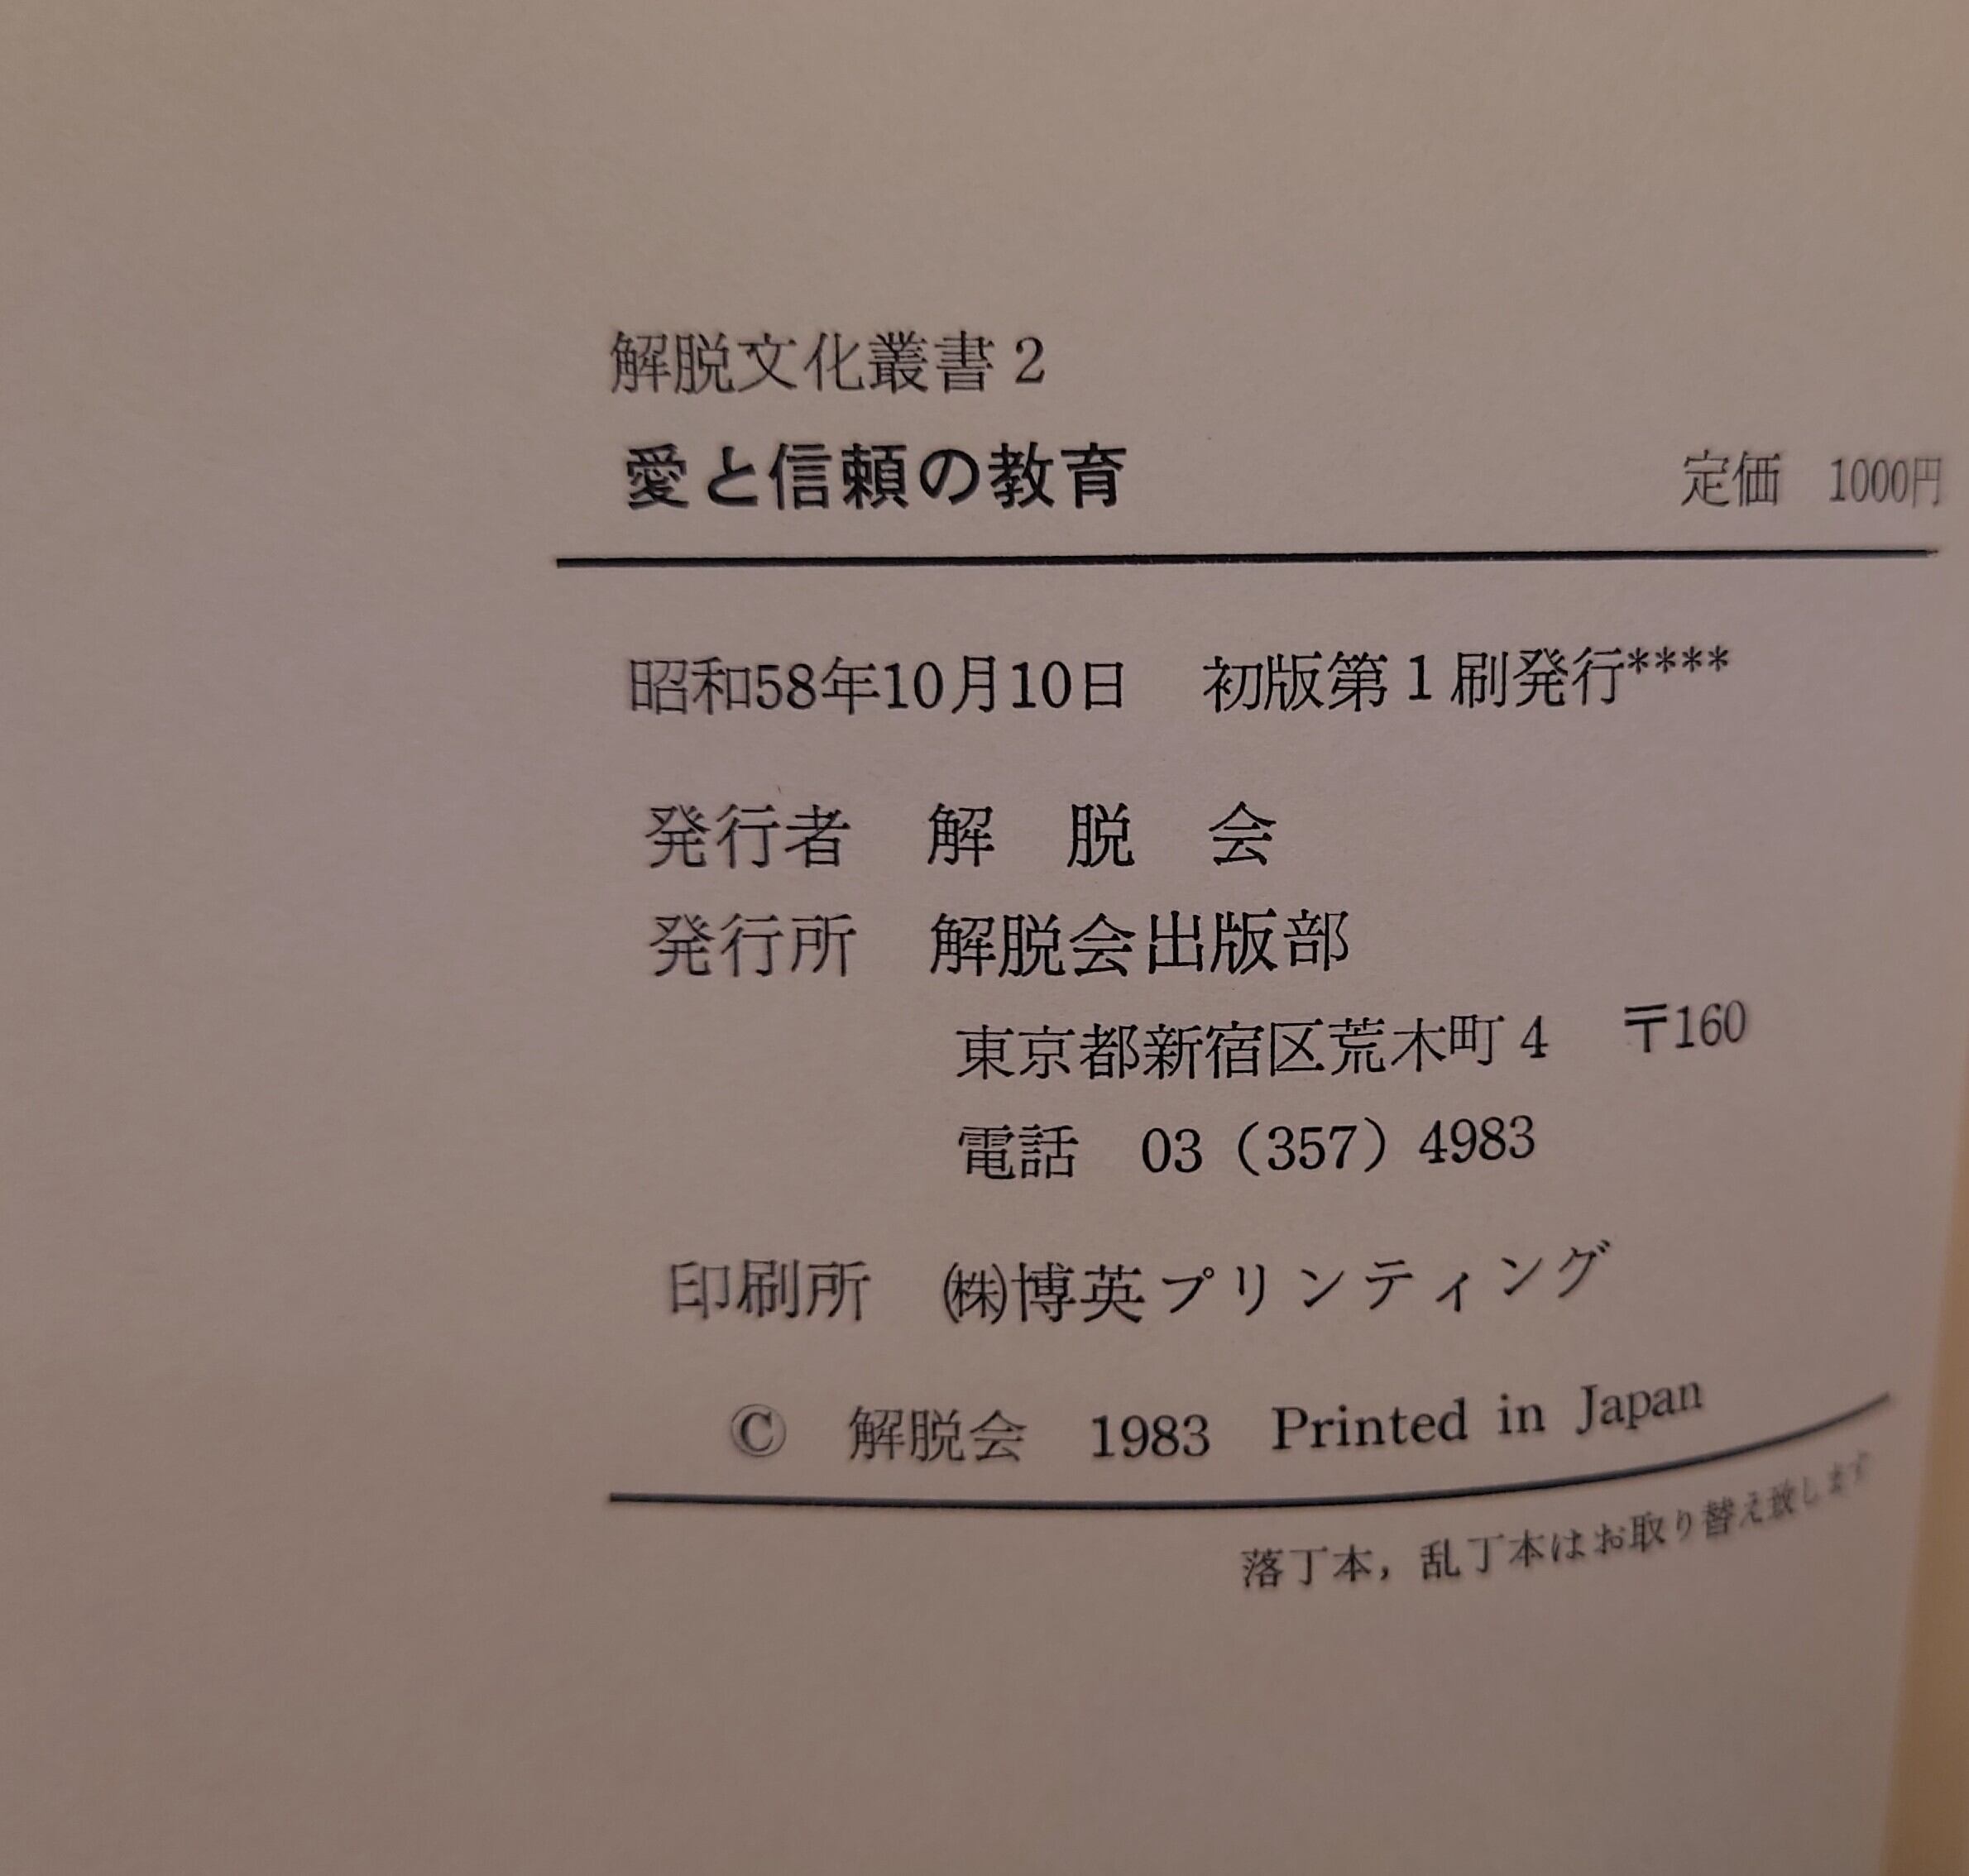 解脱文化叢書2
愛と信頼の教育 定価 1000円
昭和58年10月10日 初版第1刷発行****
発行者 解脱会
発行所 解脱会出版部
東京都新宿区荒木町4 〒160
電話 03（357）4983
印刷所 ㈱博英プリンティング
© 解脱会 1983 Printed in Japan
落丁本，乱丁本はお取り替え致します